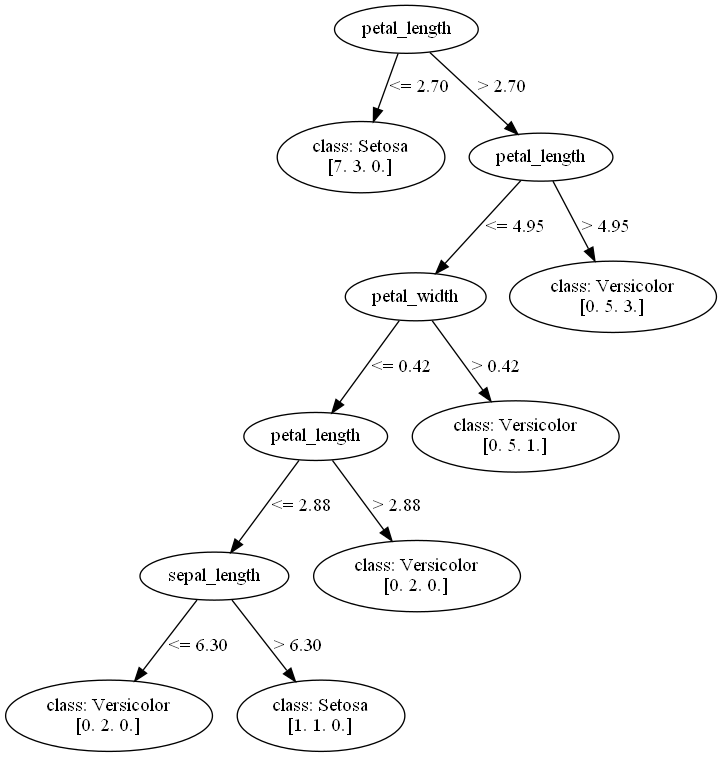 petal_length
<= 2.70
> 2.70
class: Setosa
[7. 3. 0.]
petal_length
<= 4.95
> 4.95
petal_width
class: Versicolor
[0. 5. 3.]
<= 0.42
> 0.42
petal_length
class: Versicolor
[0. 5. 1.]
<= 2.88
> 2.88
sepal_length
class: Versicolor
[0. 2. 0.]
<= 6.30
> 6.30
class: Versicolor
[0. 2. 0.]
class: Setosa
[1. 1. 0.]